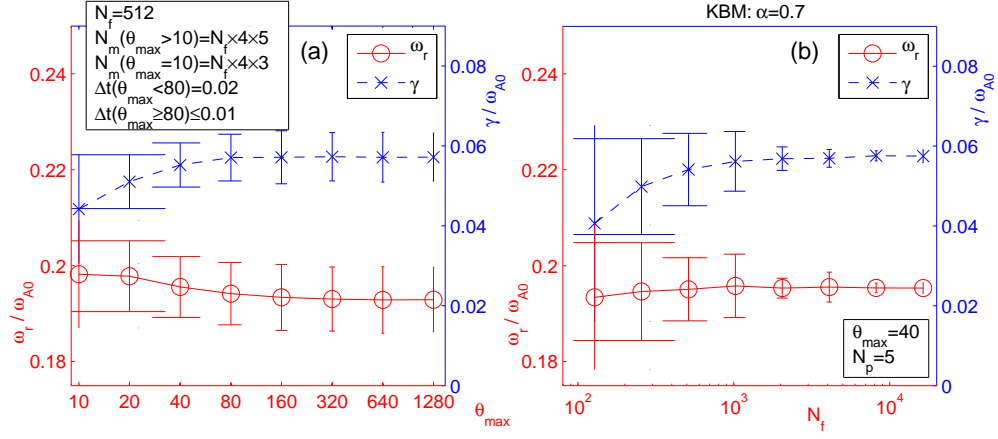 KBM: α=0.7
N_f=512
N_m(θ_max>10)=N_f×4×5
N_m(θ_max=10)=N_f×4×3
Δt(θ_max<80)=0.02
Δt(θ_max≥80)≤0.01
(a)
ω_r
γ
0.24
0.22
0.2
0.18
ω_r / ω_A0
0.08
0.06
0.04
0.02
0
γ / ω_A0
10 20 40 80 160 320 640 1280
θ_max
(b)
ω_r
γ
0.24
0.22
0.2
0.18
ω_r / ω_A0
0.08
0.06
0.04
0.02
0
γ / ω_A0
θ_max=40
N_p=5
10^2 10^3 10^4
N_f